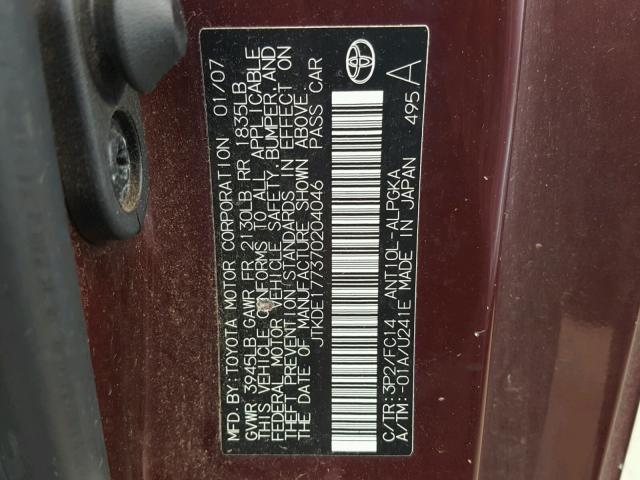 MFD. BY: TOYOTA MOTOR CORPORATION 01/07
GVWR 3945LB GAWR FR 2130LB RR 1835LB
THIS VEHICLE CONFORMS TO ALL APPLICABLE
FEDERAL MOTOR VEHICLE SAFETY, BUMPER, AND
THEFT PREVENTION STANDARDS IN EFFECT ON
THE DATE OF MANUFACTURE SHOWN ABOVE.
JTKDE177370204046 PASS CAR
C/TR: 3P2/FC14 ANT10L-ALPGKA
A/TM: -01A/U241E MADE IN JAPAN 495 A